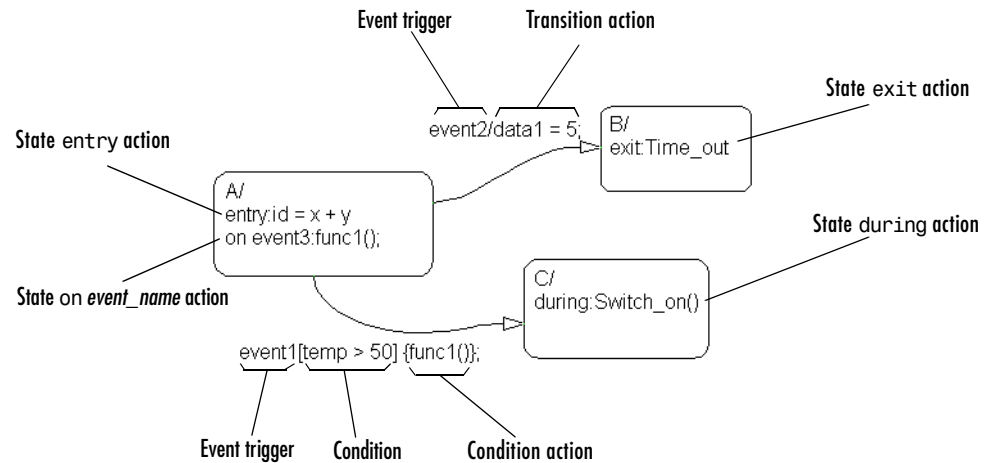 Event trigger
Transition action
State exit action
event2/data1 = 5;
B/
exit:Time_out
State entry action
A/
entry:id = x + y
on event3:func1();
State during action
State on event_name action
C/
during:Switch_on()
event1[temp > 50] {func1()};
Event trigger
Condition
Condition action